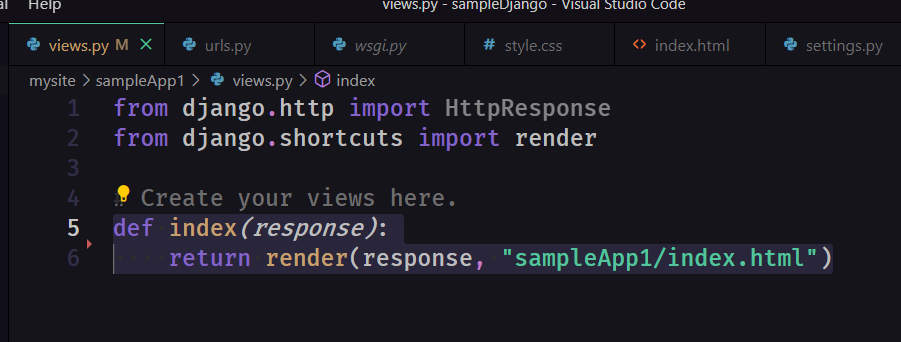 al Help views.py - sampleDjango - Visual Studio Code
views.py M urls.py wsgi.py # style.css <> index.html settings.py
mysite > sampleApp1 > views.py > index
1 from django.http import HttpResponse
2 from django.shortcuts import render
3
4 # Create your views here.
5 def index(response):
6 return render(response, "sampleApp1/index.html")